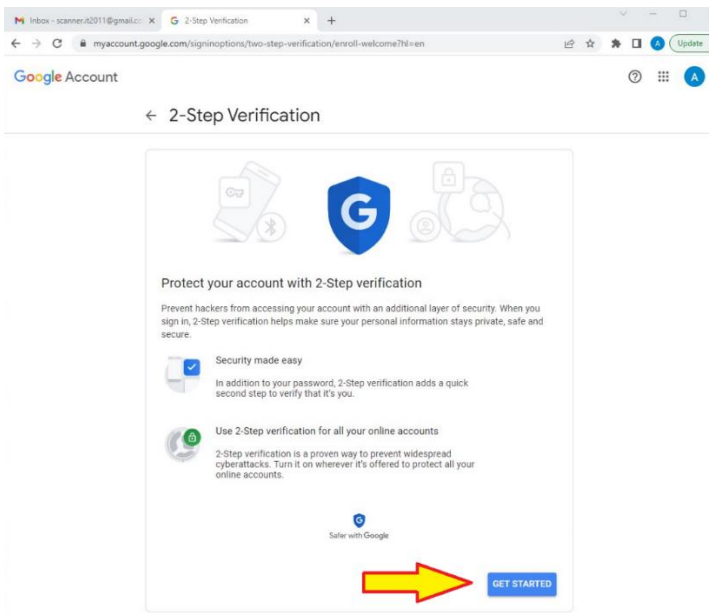 Inbox - scanner.it2011@gmail.co
2-Step Verification
myaccount.google.com/signinoptions/two-step-verification/enroll-welcome?hl=en
A
Update
Google Account
A
2-Step Verification
G
Protect your account with 2-Step verification
Prevent hackers from accessing your account with an additional layer of security. When you
sign in, 2-Step verification helps make sure your personal information stays private, safe and
secure.
Security made easy
In addition to your password, 2-Step verification adds a quick
second step to verify that it's you.
Use 2-Step verification for all your online accounts
2-Step verification is a proven way to prevent widespread
cyberattacks. Turn it on wherever it's offered to protect all your
online accounts.
G
Safer with Google
GET STARTED